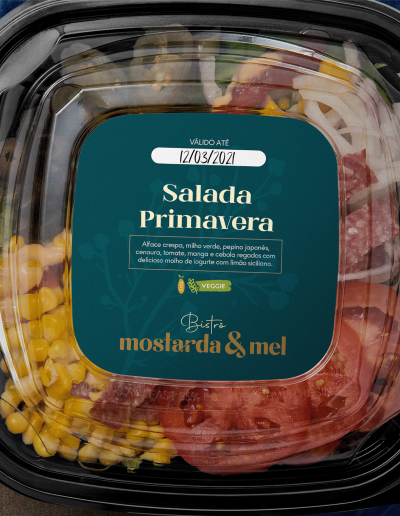 VÁLIDO ATÉ
12/03/2021
Salada
Primavera
Alface crespa, milho verde, pepino japonês,
cenoura, tomate, manga e cebola regados com
delicioso molho de iogurte com limão siciliano.
VEGGIE
Bistrô
mostarda & mel